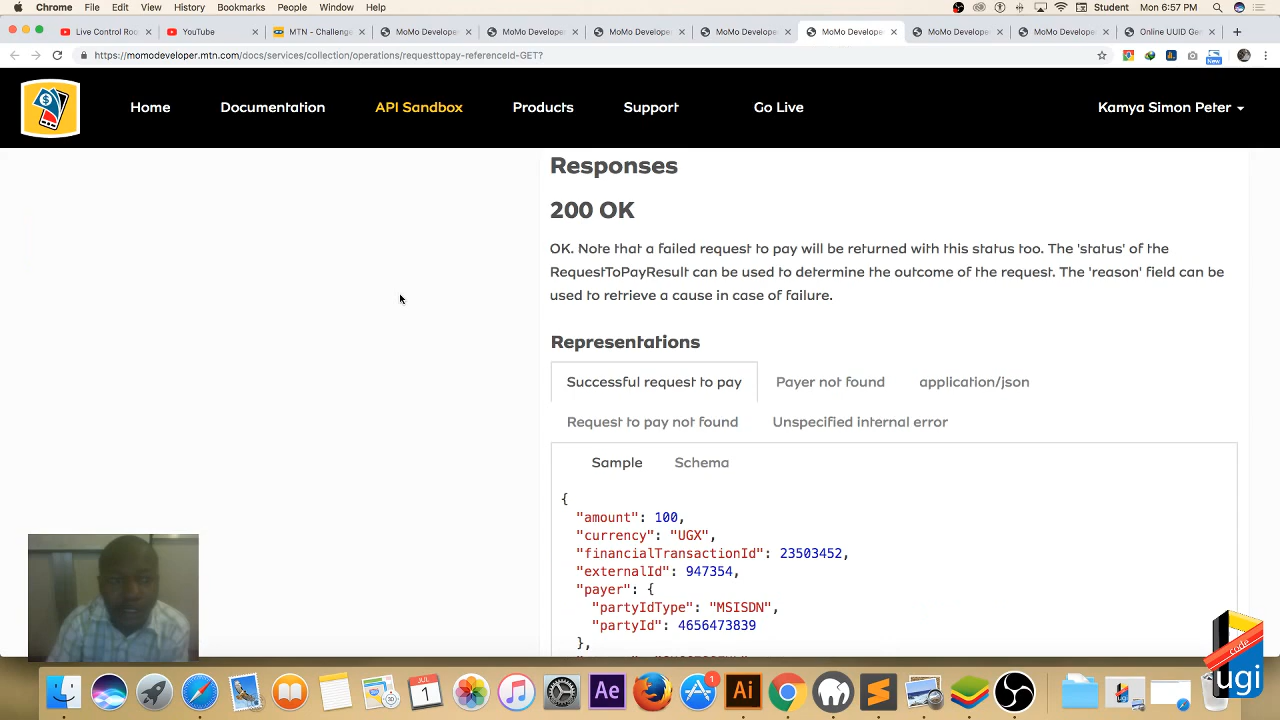 Chrome File Edit View History Bookmarks People Window Help Student Mon 6:57 PM
Live Control Roo YouTube MTN - Challenge MoMo Develope MoMo Develope MoMo Develope MoMo Develope MoMo Develope MoMo Develope MoMo Develope Online UUID Gen
https://momodeveloper.mtn.com/docs/services/collection/operations/requesttopay-referenceid-GET?
New
Home Documentation API Sandbox Products Support Go Live Kamya Simon Peter
Responses
200 OK
OK. Note that a failed request to pay will be returned with this status too. The 'status' of the
RequestToPayResult can be used to determine the outcome of the request. The 'reason' field can be
used to retrieve a cause in case of failure.
Representations
Successful request to pay Payer not found application/json
Request to pay not found Unspecified internal error
Sample Schema
{
"amount": 100,
"currency": "UGX",
"financialTransactionId": 23503452,
"externalId": 947354,
"payer": {
"partyIdType": "MSISDN",
"partyId": 4656473839
},
code
ugi
JUL
1
Ae
1
Ai